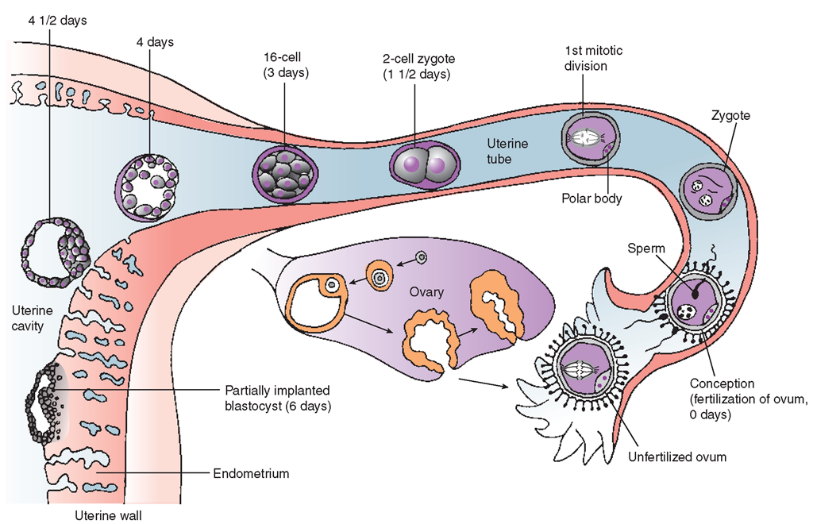 4 1/2 days
4 days
16-cell
(3 days)
2-cell zygote
(1 1/2 days)
1st mitotic
division
Zygote
Uterine
tube
Polar body
Sperm
Ovary
Uterine
cavity
Conception
(fertilization of ovum,
0 days)
Partially implanted
blastocyst (6 days)
Unfertilized ovum
Endometrium
Uterine wall